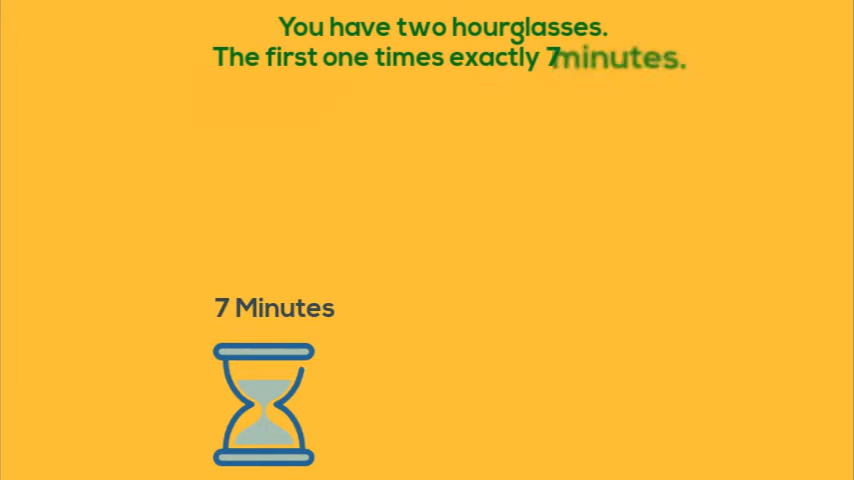 You have two hourglasses.
The first one times exactly 7minutes.
7 Minutes